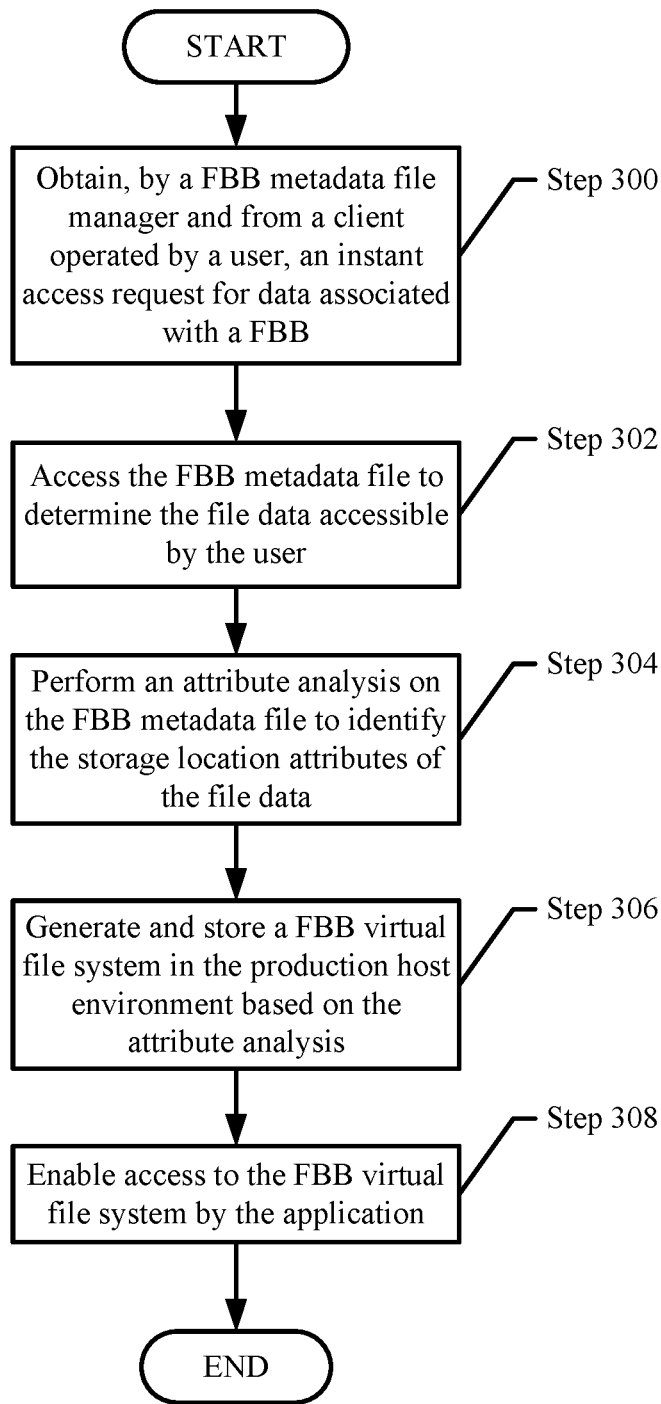 START
Obtain, by a FBB metadata file
manager and from a client
operated by a user, an instant
access request for data associated
with a FBB
Step 300
Access the FBB metadata file to
determine the file data accessible
by the user
Step 302
Perform an attribute analysis on
the FBB metadata file to identify
the storage location attributes of
the file data
Step 304
Generate and store a FBB virtual
file system in the production host
environment based on the
attribute analysis
Step 306
Enable access to the FBB virtual
file system by the application
Step 308
END